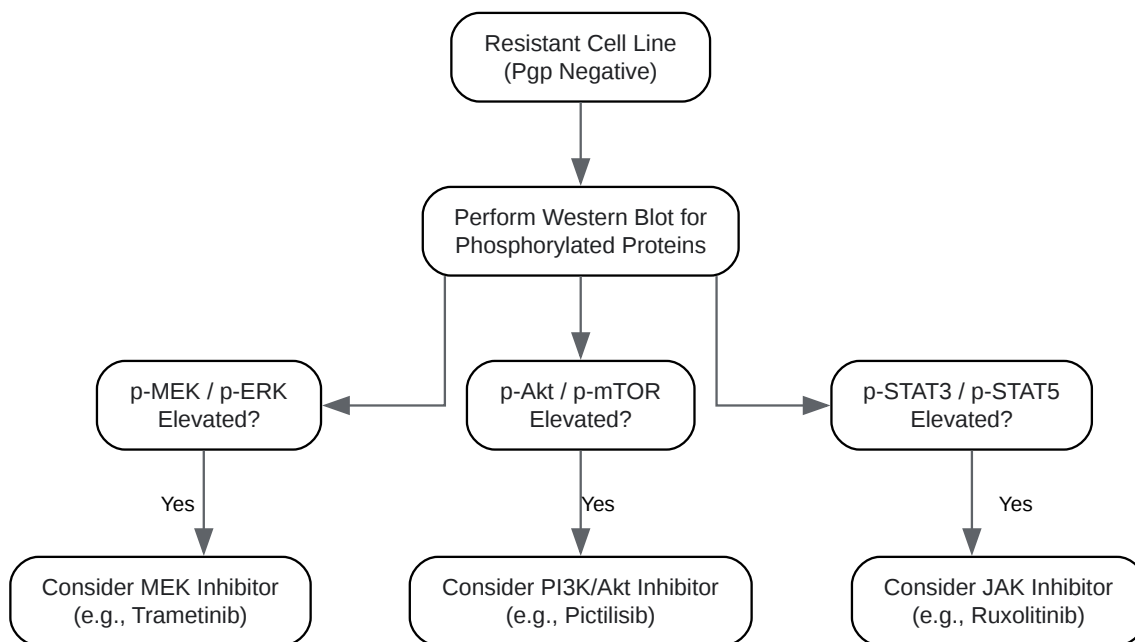 Resistant Cell Line
(Pgp Negative)
Perform Western Blot for
Phosphorylated Proteins
p-MEK / p-ERK
Elevated?
p-Akt / p-mTOR
Elevated?
p-STAT3 / p-STAT5
Elevated?
Yes
Yes
Yes
Consider MEK Inhibitor
(e.g., Trametinib)
Consider PI3K/Akt Inhibitor
(e.g., Pictilisib)
Consider JAK Inhibitor
(e.g., Ruxolitinib)